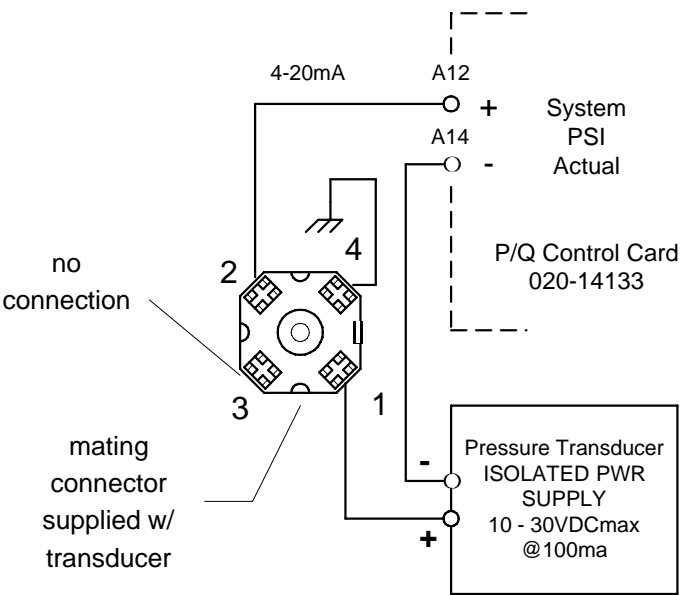 4-20mA
A12
+
System
PSI
Actual
A14
-
4
2
no
connection
P/Q Control Card
020-14133
3
1
mating
connector
supplied w/
transducer
-
+
Pressure Transducer
ISOLATED PWR
SUPPLY
10 - 30VDCmax
@100ma